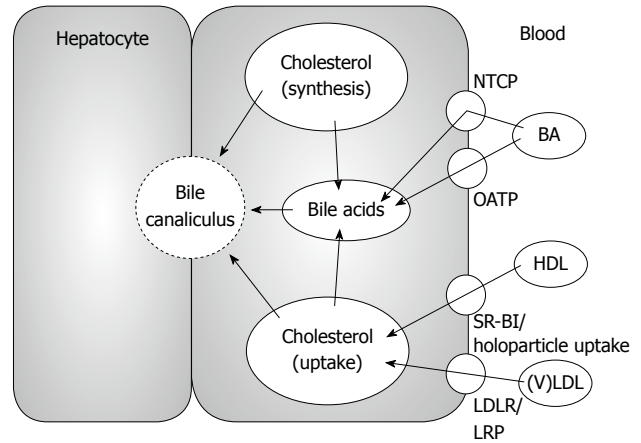 Hepatocyte
Cholesterol
(synthesis)
Blood
NTCP
BA
Bile
canaliculus
Bile acids
OATP
HDL
SR-BI/
holoparticle uptake
Cholesterol
(uptake)
(V)LDL
LDLR/
LRP